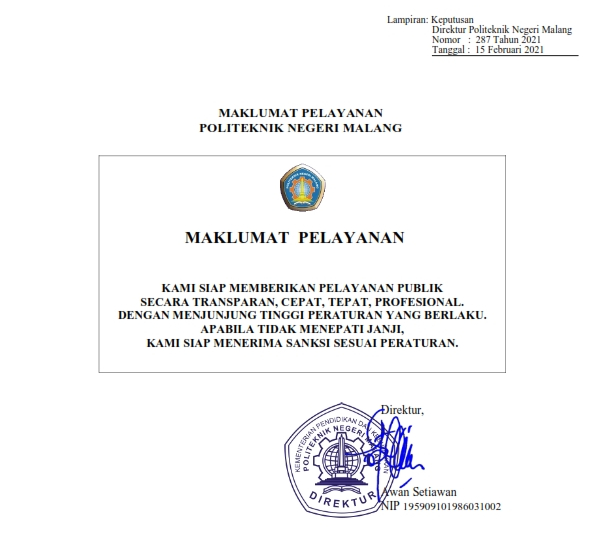 Lampiran: Keputusan
Direktur Politeknik Negeri Malang
Nomor : 287 Tahun 2021
Tanggal : 15 Februari 2021
MAKLUMAT PELAYANAN
POLITEKNIK NEGERI MALANG
MAKLUMAT PELAYANAN
KAMI SIAP MEMBERIKAN PELAYANAN PUBLIK
SECARA TRANSPARAN, CEPAT, TEPAT, PROFESIONAL.
DENGAN MENJUNJUNG TINGGI PERATURAN YANG BERLAKU.
APABILA TIDAK MENEPATI JANJI,
KAMI SIAP MENERIMA SANKSI SESUAI PERATURAN.
Direktur,
KEMENTERIAN PENDIDIKAN DAN
POLITEKNIK NEGERI MALANG
DIREKTUR
Awan Setiawan
NIP 195909101986031002